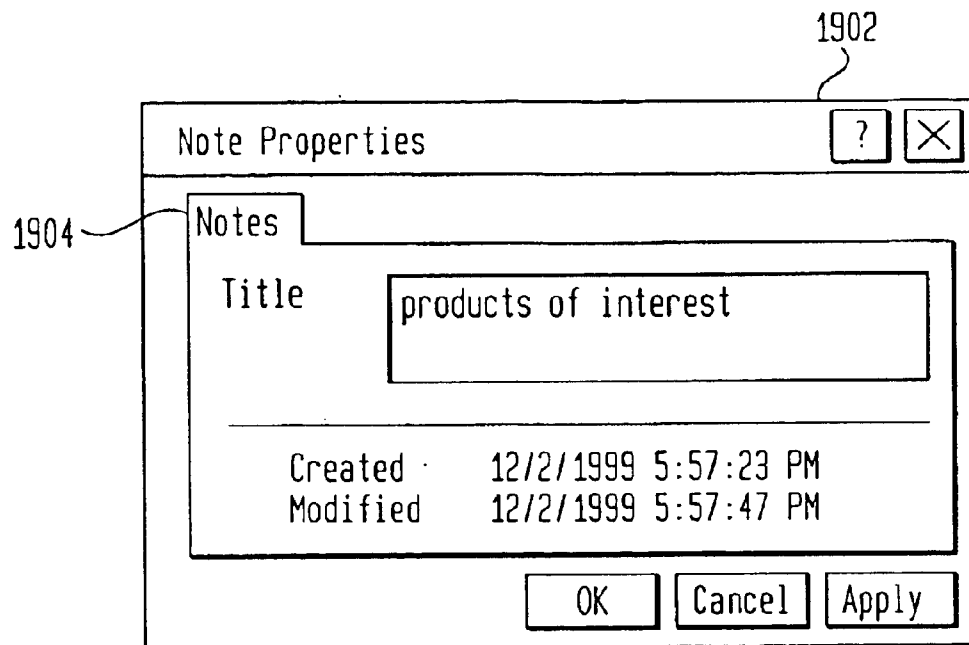 1902
Note Properties ?
1904
Notes
Title products of interest
Created 12/2/1999 5:57:23 PM
Modified 12/2/1999 5:57:47 PM
OK Cancel Apply